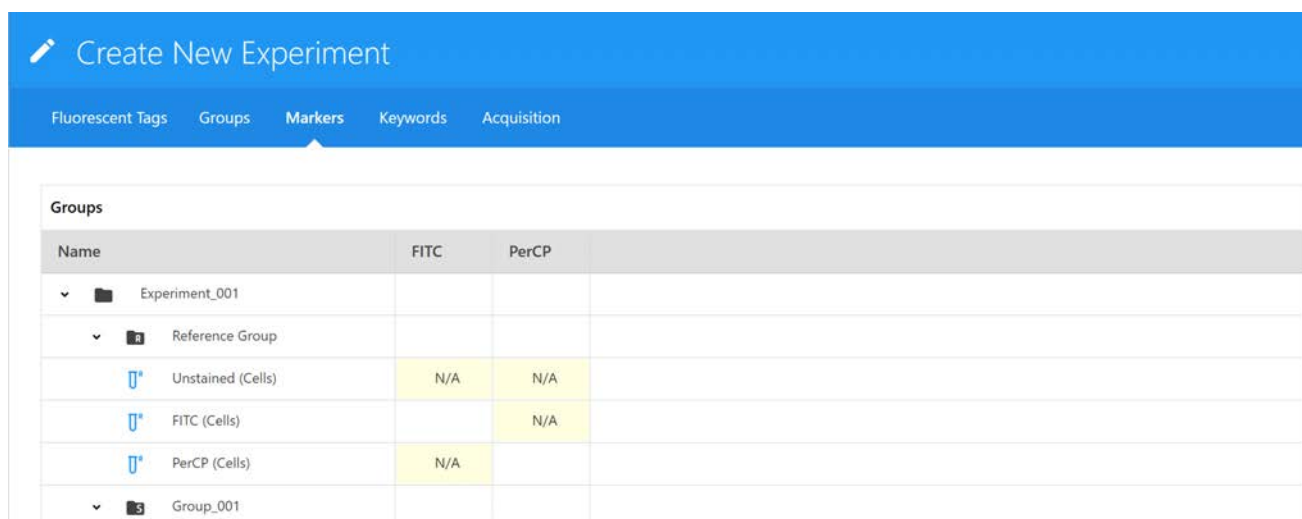 Create New Experiment
Fluorescent Tags Groups Markers Keywords Acquisition
Groups
Name FITC PerCP
Experiment_001
R Reference Group
Unstained (Cells) N/A N/A
FITC (Cells) N/A
PerCP (Cells) N/A
S Group_001